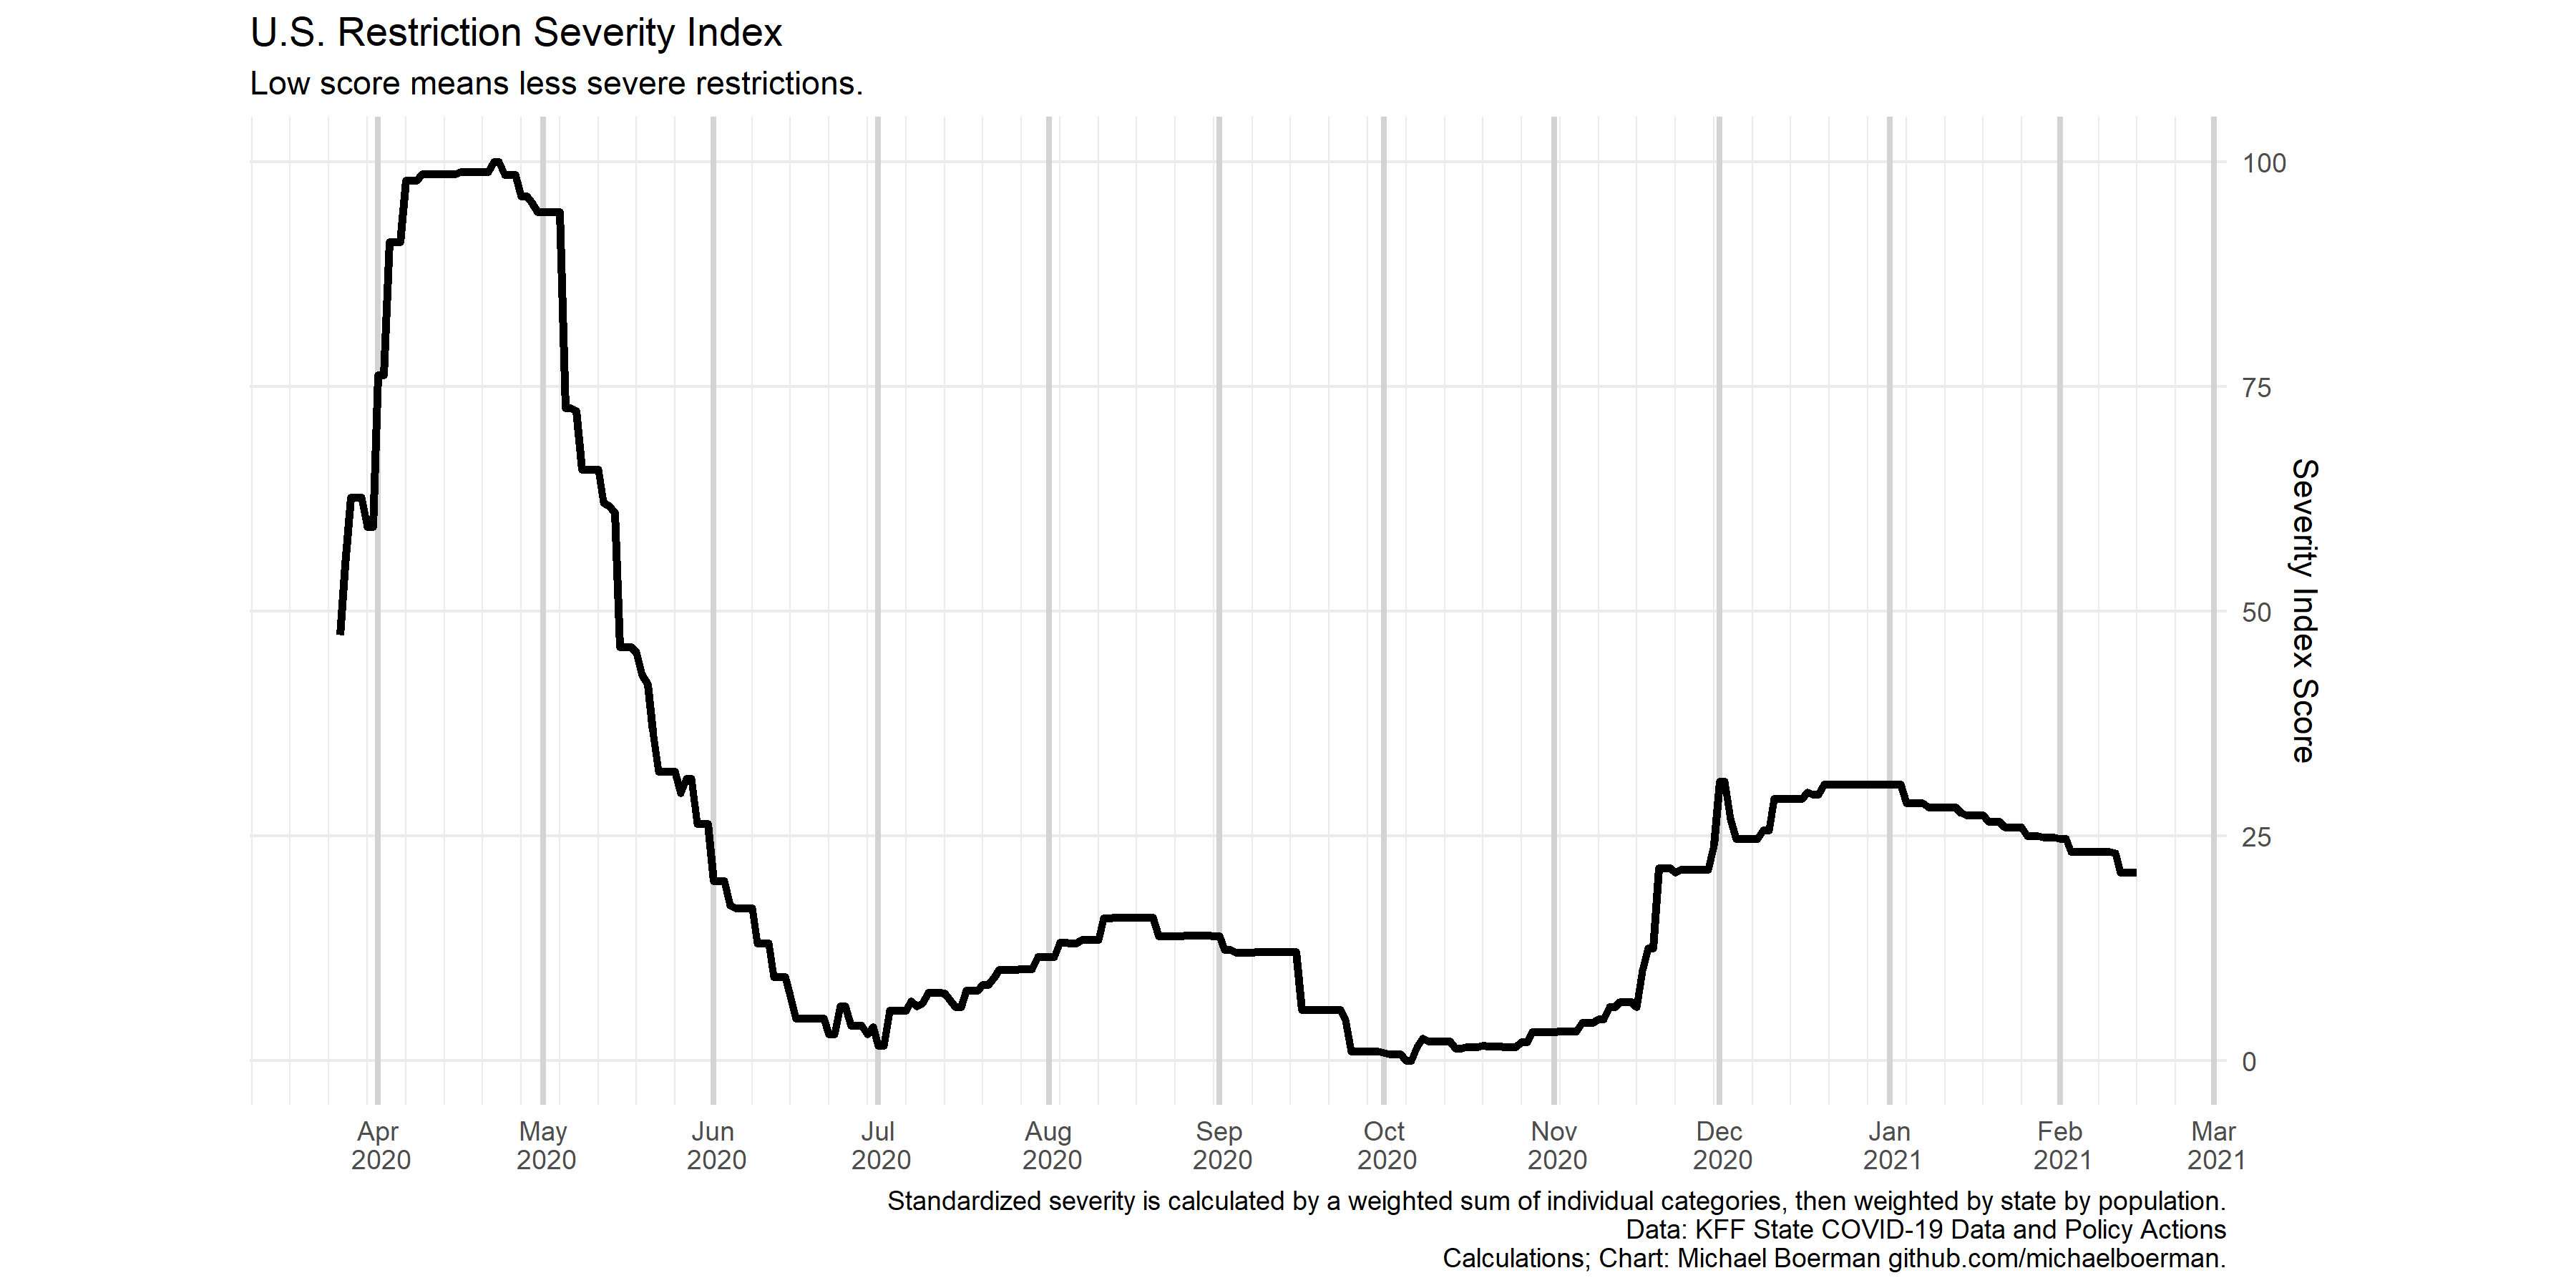 U.S. Restriction Severity Index
Low score means less severe restrictions.
100
75
50
25
0
Severity Index Score
Apr 2020
May 2020
Jun 2020
Jul 2020
Aug 2020
Sep 2020
Oct 2020
Nov 2020
Dec 2020
Jan 2021
Feb 2021
Mar 2021
Standardized severity is calculated by a weighted sum of individual categories, then weighted by state by population.
Data: KFF State COVID-19 Data and Policy Actions
Calculations; Chart: Michael Boerman github.com/michaelboerman.